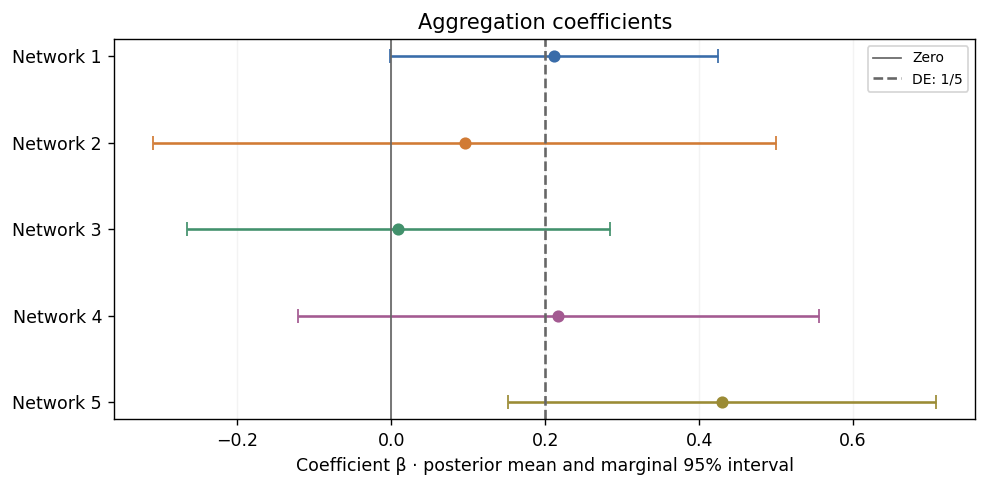 Aggregation coefficients
Network 1
Network 2
Network 3
Network 4
Network 5
Zero
DE: 1/5
−0.2 0.0 0.2 0.4 0.6
Coefficient β · posterior mean and marginal 95% interval